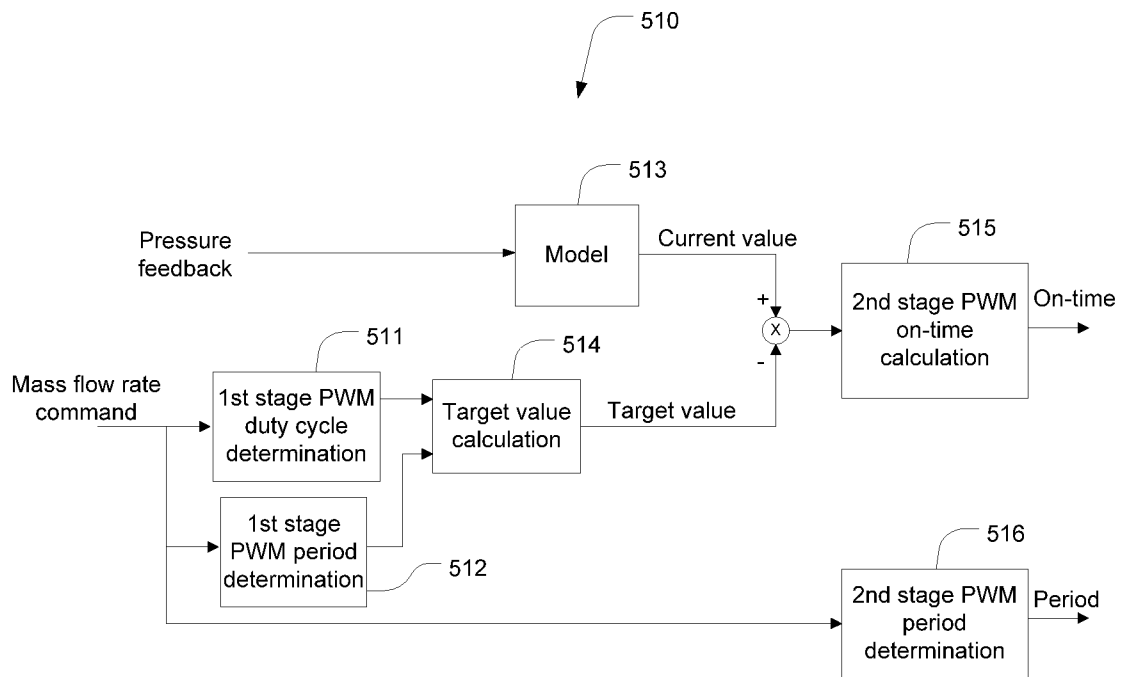 510
513
Pressure
feedback
Model
Current value
515
+
X
-
2nd stage PWM
on-time
calculation
On-time
511
514
Mass flow rate
command
1st stage PWM
duty cycle
determination
Target value
calculation
Target value
1st stage
PWM period
determination
512
516
2nd stage PWM
period
determination
Period